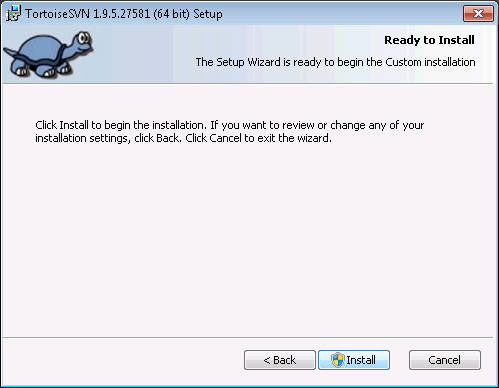 TortoiseSVN 1.9.5.27581 (64 bit) Setup
Ready to Install
The Setup Wizard is ready to begin the Custom installation
Click Install to begin the installation. If you want to review or change any of your
installation settings, click Back. Click Cancel to exit the wizard.
< Back
Install
Cancel